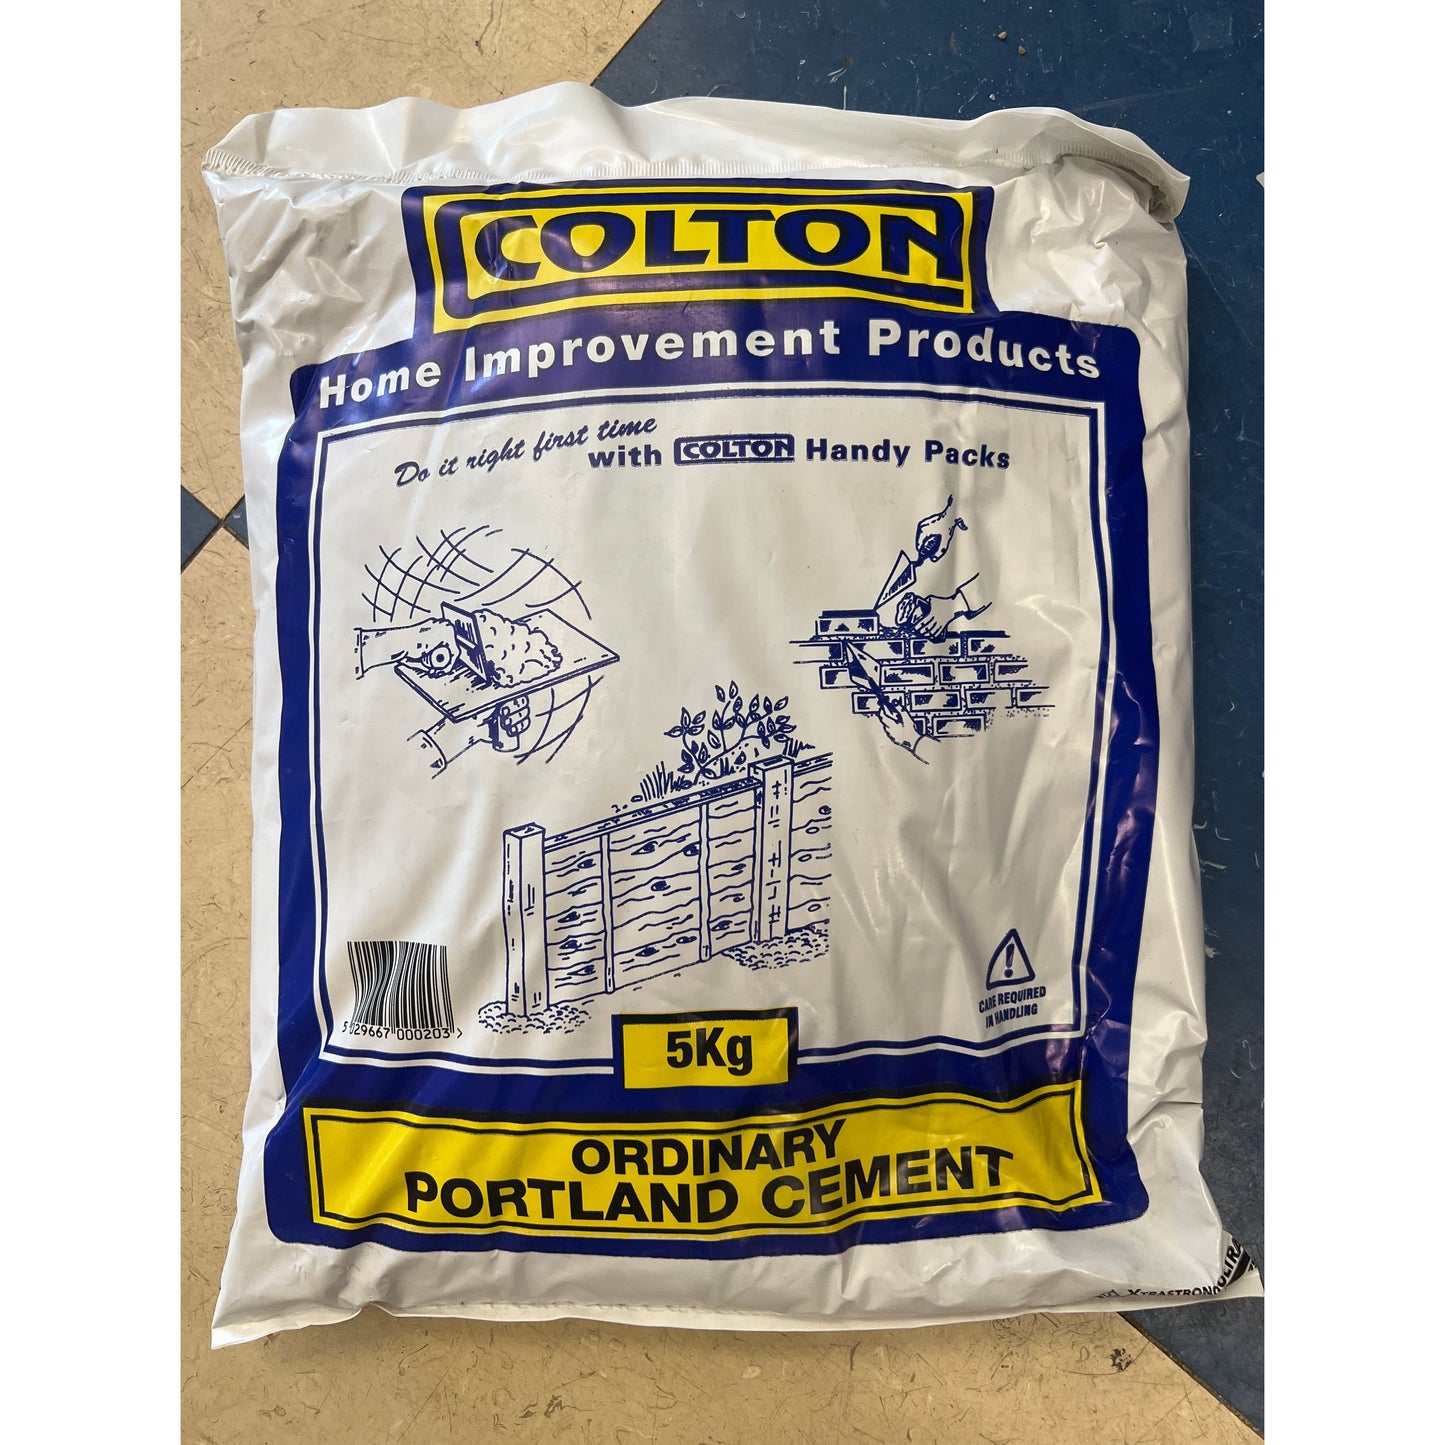 COLTON
Home Improvement Products
Do it right first time
with COLTON Handy Packs
CARE REQUIRED
IN HANDLING
5 029667 000203 >
5Kg
ORDINARY
PORTLAND CEMENT
XTRASTRONG